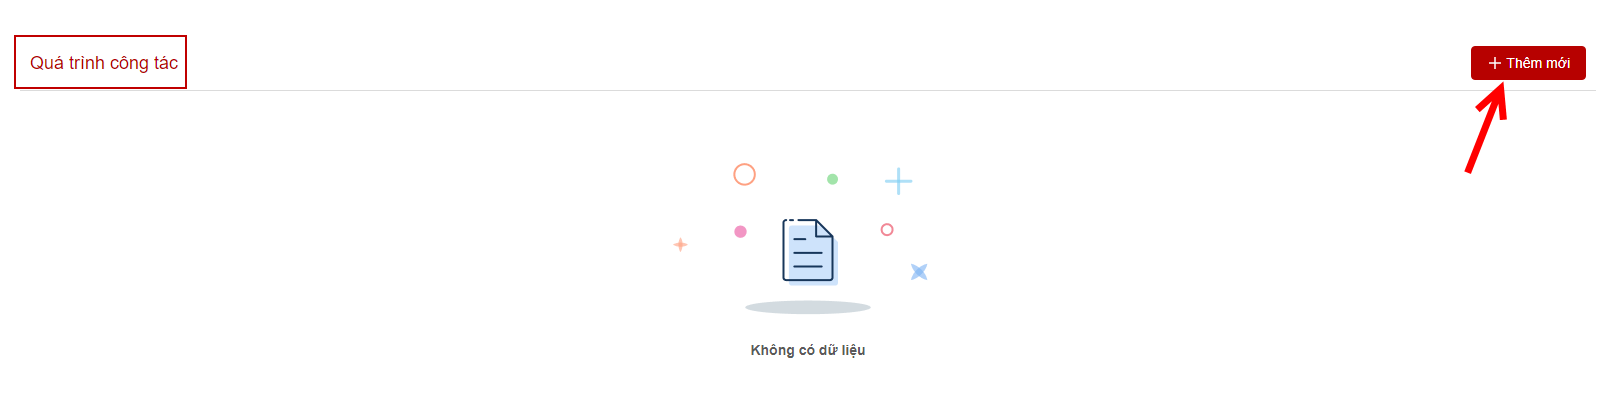 Quá trình công tác
Thêm mới
Không có dữ liệu